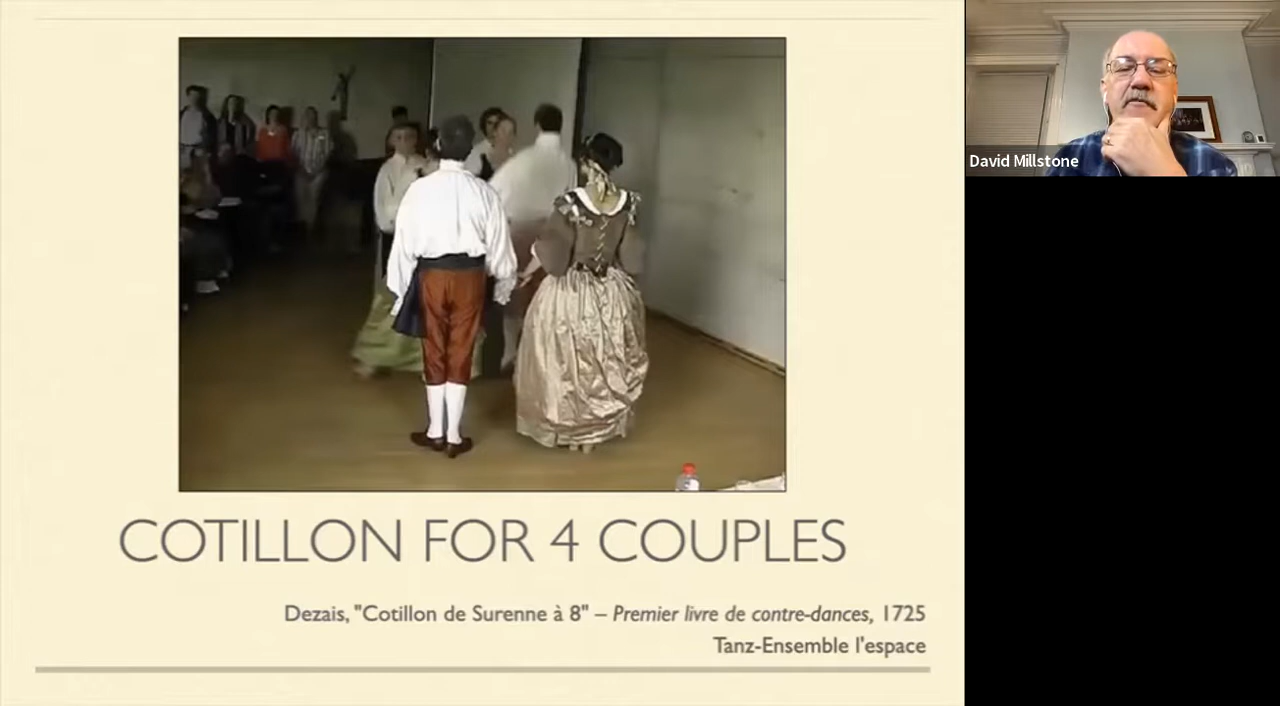 David Millstone
COTILLON FOR 4 COUPLES
Dezais, "Cotillon de Surenne à 8" – Premier livre de contre-dances, 1725
Tanz-Ensemble l'espace